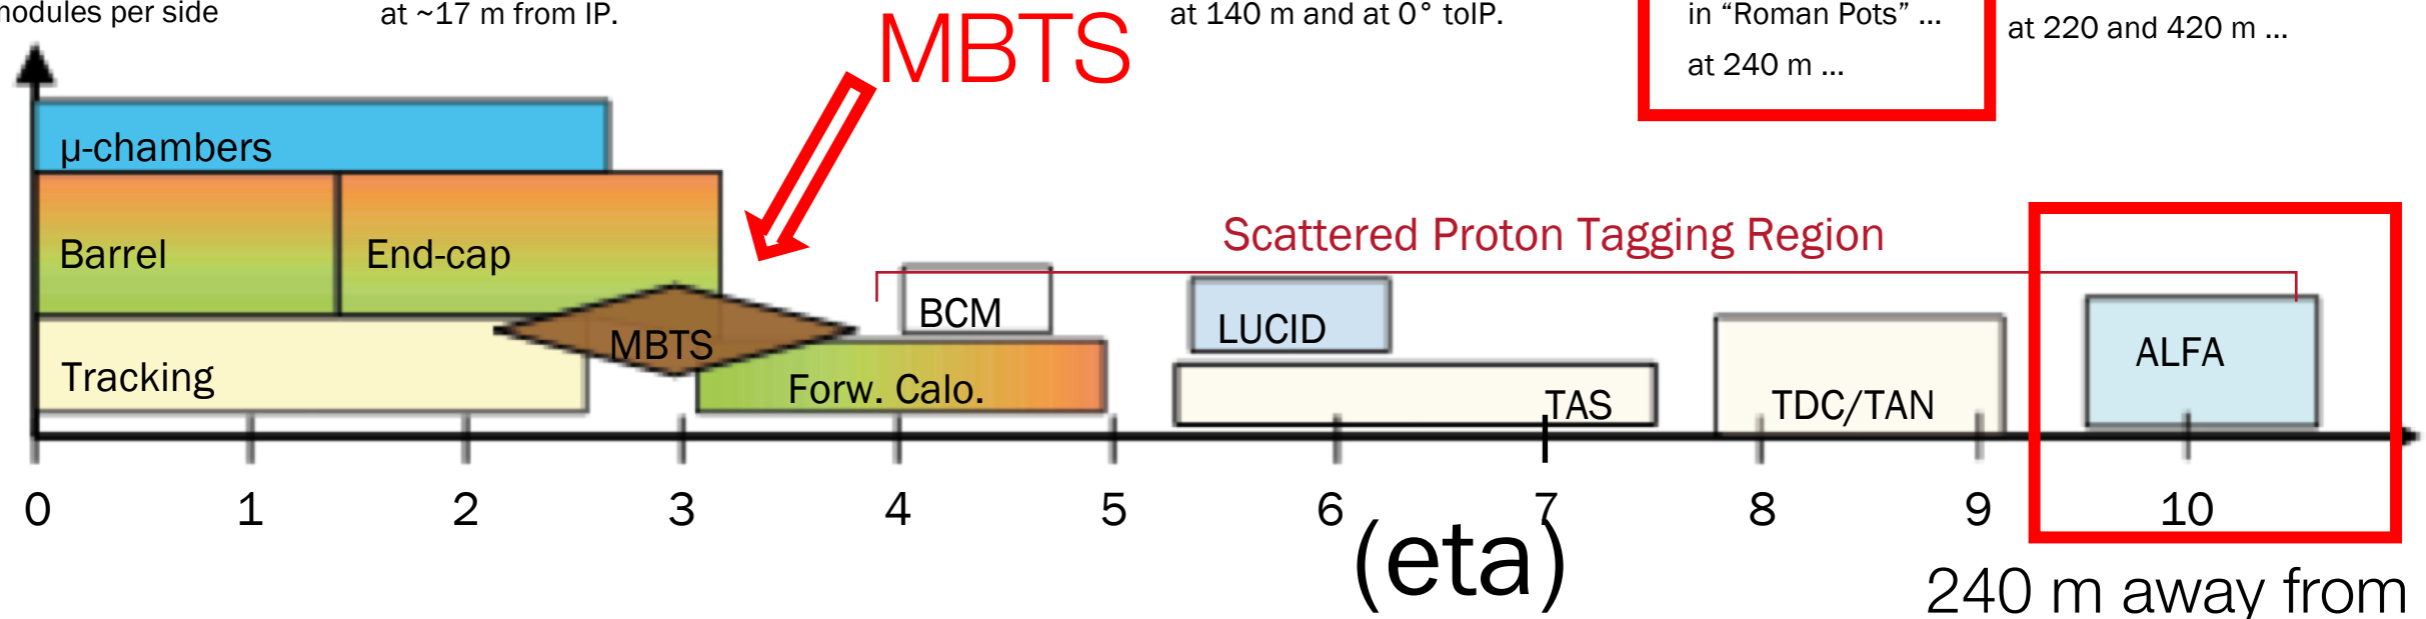 modules per side
at ~17 m from IP.
MBTS
at 140 m and at 0° toIP.
in “Roman Pots” ...
at 240 m ...
at 220 and 420 m ...
µ-chambers
Barrel
End-cap
Scattered Proton Tagging Region
BCM
LUCID
MBTS
ALFA
Tracking
Forw. Calo.
TAS
TDC/TAN
0 1 2 3 4 5 6 7 8 9 10
(eta)
240 m away from